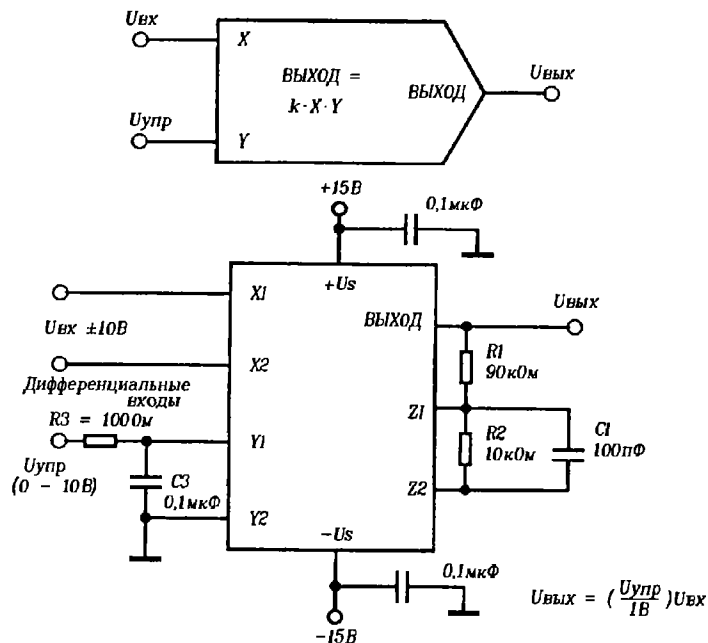 Uвх
X
ВЫХОД =
k·X·Y
ВЫХОД
Uвых
Uупр
Y
+15В
0,1мкФ
+Us
X1
ВЫХОД
Uвых
Uвх ±10В
R1
90кОм
X2
Дифференциальные
входы
R3 = 100Ом
Z1
R2
10кОм
C1
100пФ
Y1
Uупр
(0 – 10В)
C3
0,1мкФ
Z2
Y2
–Us
0,1мкФ
Uвых = (Uупр/1В)Uвх
–15В